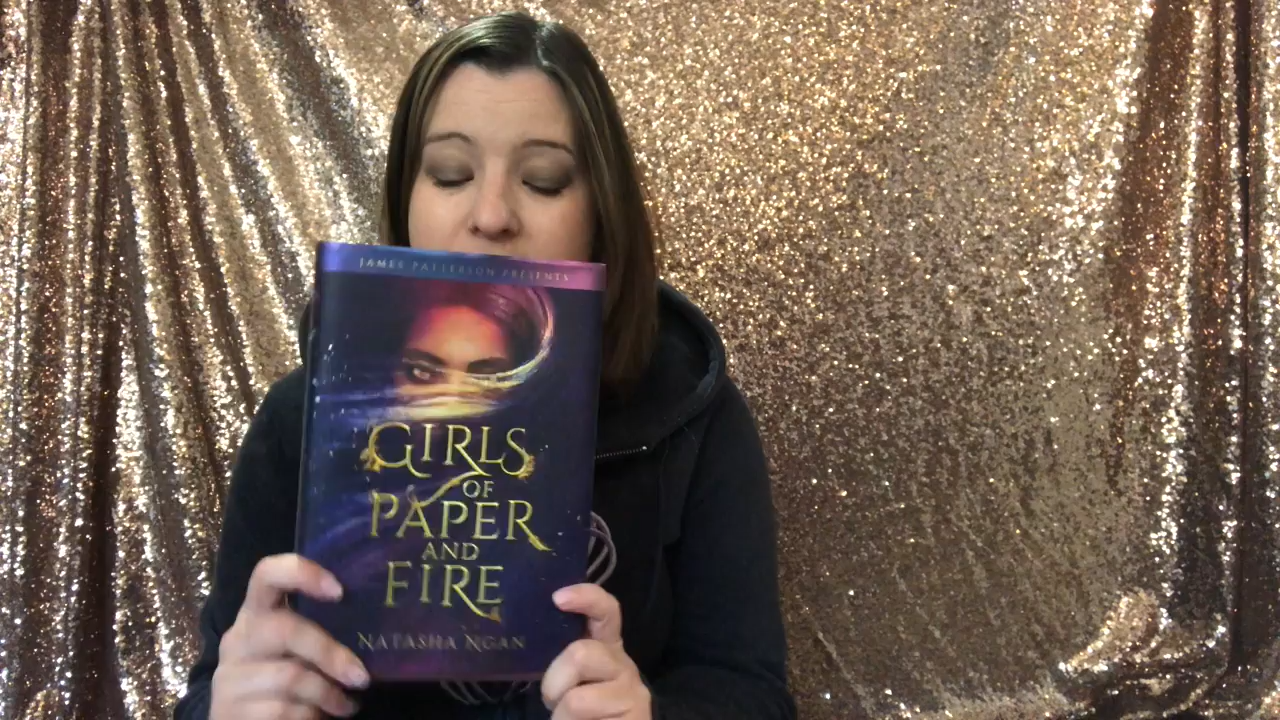 JAMES PATTERSON PRESENTS
GIRLS
OF
PAPER
AND
FIRE
NATASHA NGAN